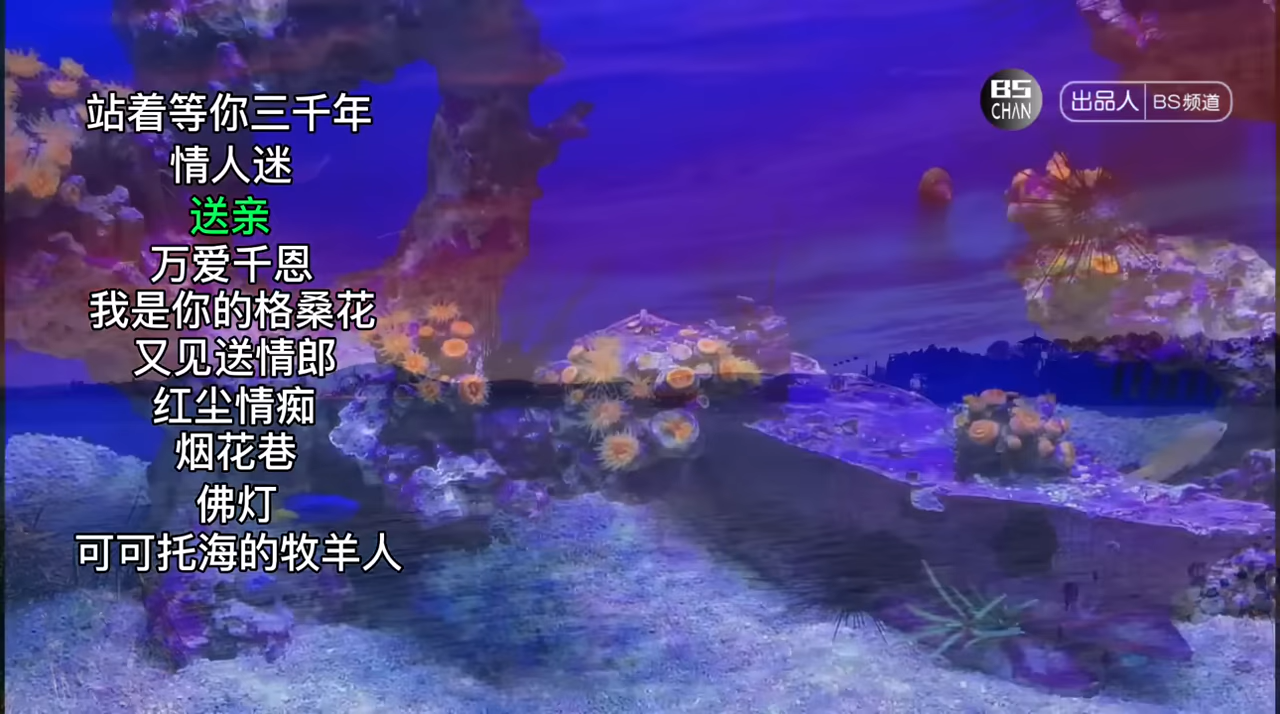 站着等你三千年
情人迷
送亲
万爱千恩
我是你的格桑花
又见送情郎
红尘情痴
烟花巷
佛灯
可可托海的牧羊人
BS
CHAN
出品人 BS频道